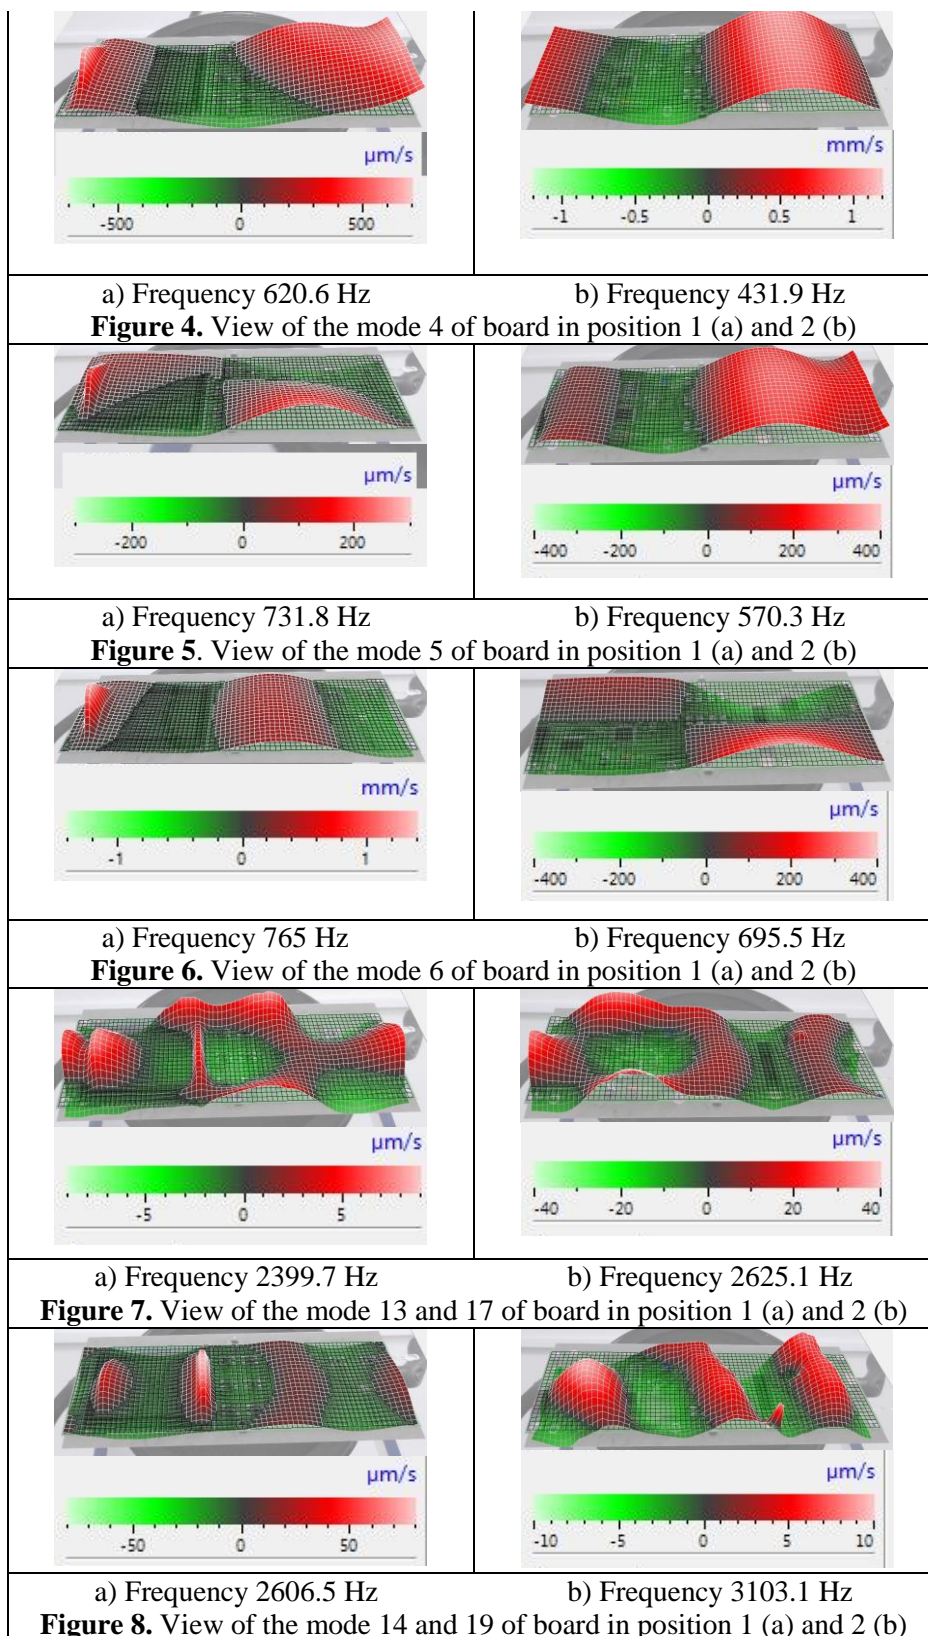 µm/s
mm/s
-500 0 500
-1 -0.5 0 0.5 1
a) Frequency 620.6 Hz b) Frequency 431.9 Hz
Figure 4. View of the mode 4 of board in position 1 (a) and 2 (b)
µm/s
µm/s
-200 0 200
-400 -200 0 200 400
a) Frequency 731.8 Hz b) Frequency 570.3 Hz
Figure 5. View of the mode 5 of board in position 1 (a) and 2 (b)
mm/s
µm/s
-1 0 1
-400 -200 0 200 400
a) Frequency 765 Hz b) Frequency 695.5 Hz
Figure 6. View of the mode 6 of board in position 1 (a) and 2 (b)
µm/s
µm/s
-5 0 5
-40 -20 0 20 40
a) Frequency 2399.7 Hz b) Frequency 2625.1 Hz
Figure 7. View of the mode 13 and 17 of board in position 1 (a) and 2 (b)
µm/s
µm/s
-50 0 50
-10 -5 0 5 10
a) Frequency 2606.5 Hz b) Frequency 3103.1 Hz
Figure 8. View of the mode 14 and 19 of board in position 1 (a) and 2 (b)